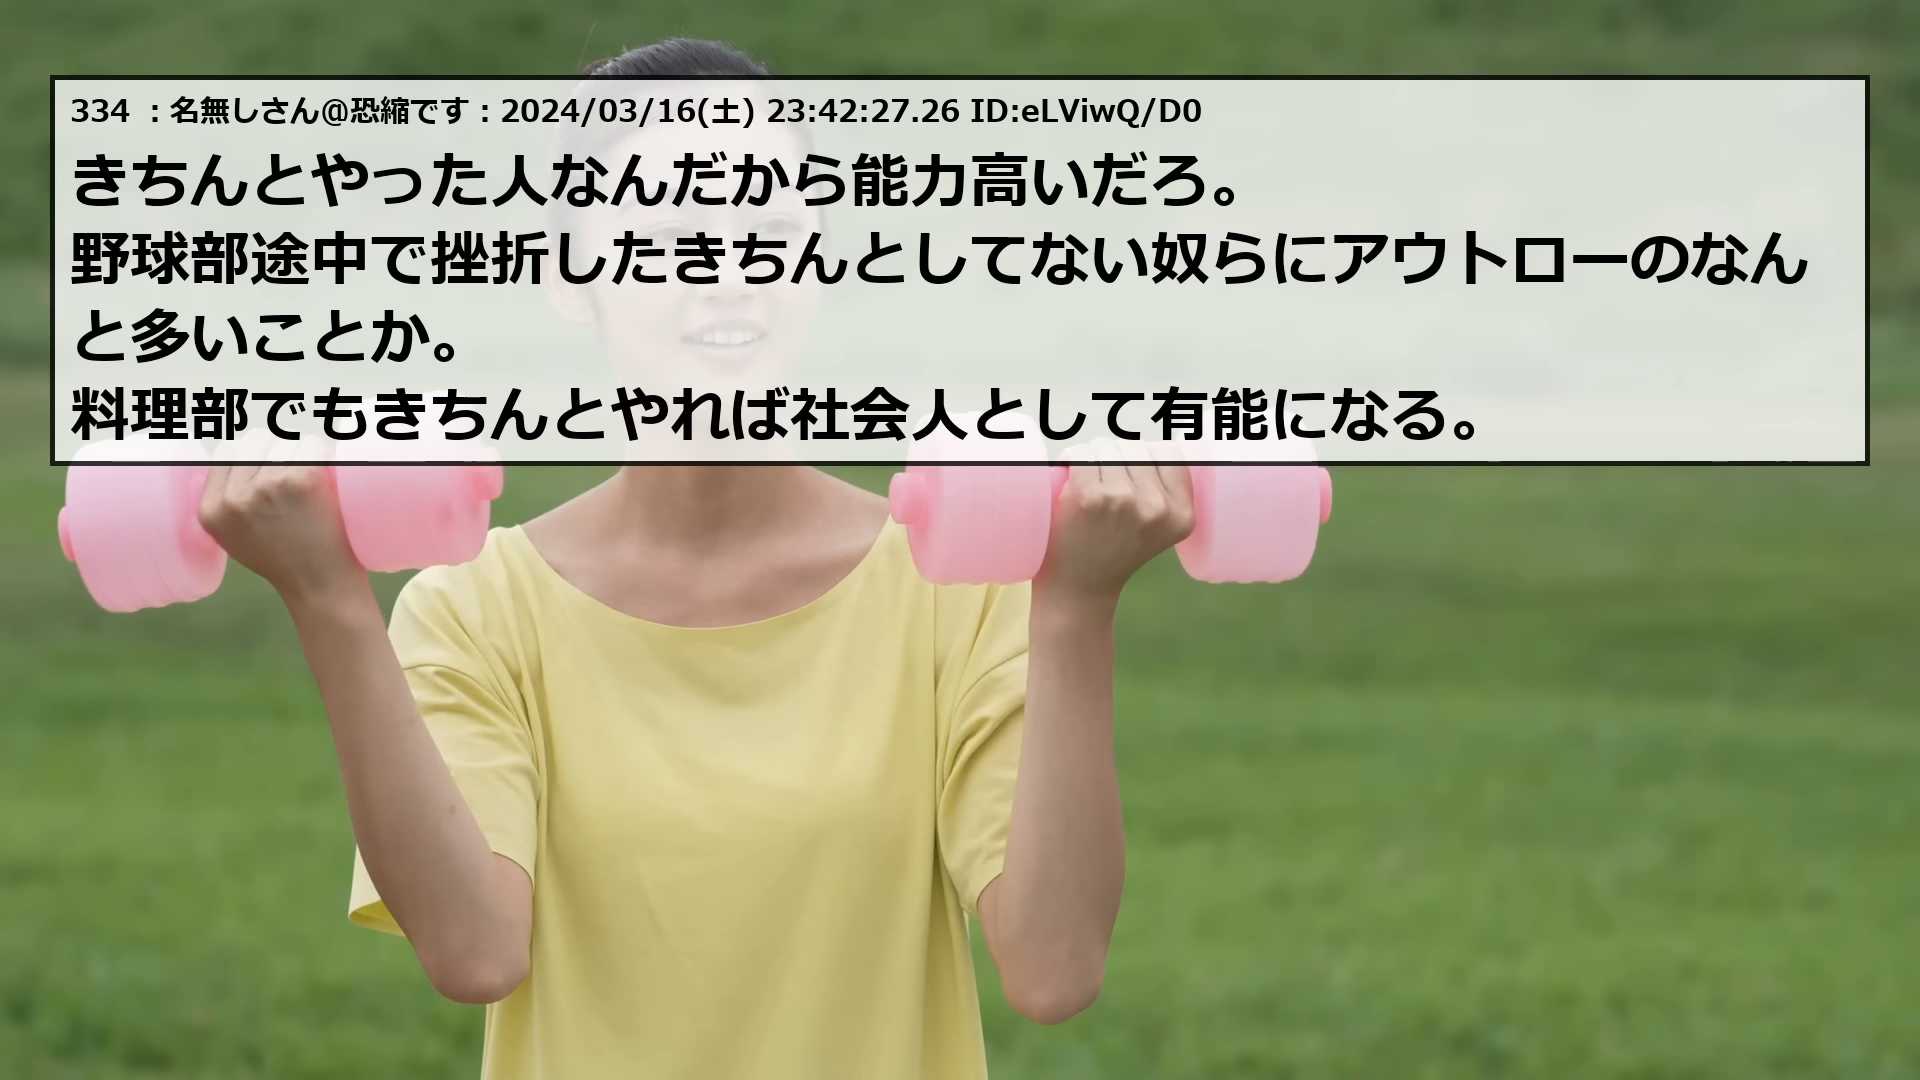 334 ：名無しさん@恐縮です：2024/03/16(土) 23:42:27.26 ID:eLViwQ/D0
きちんとやった人なんだから能力高いだろ。
野球部途中で挫折したきちんとしてない奴らにアウトローのなん
と多いことか。
料理部でもきちんとやれば社会人として有能になる。